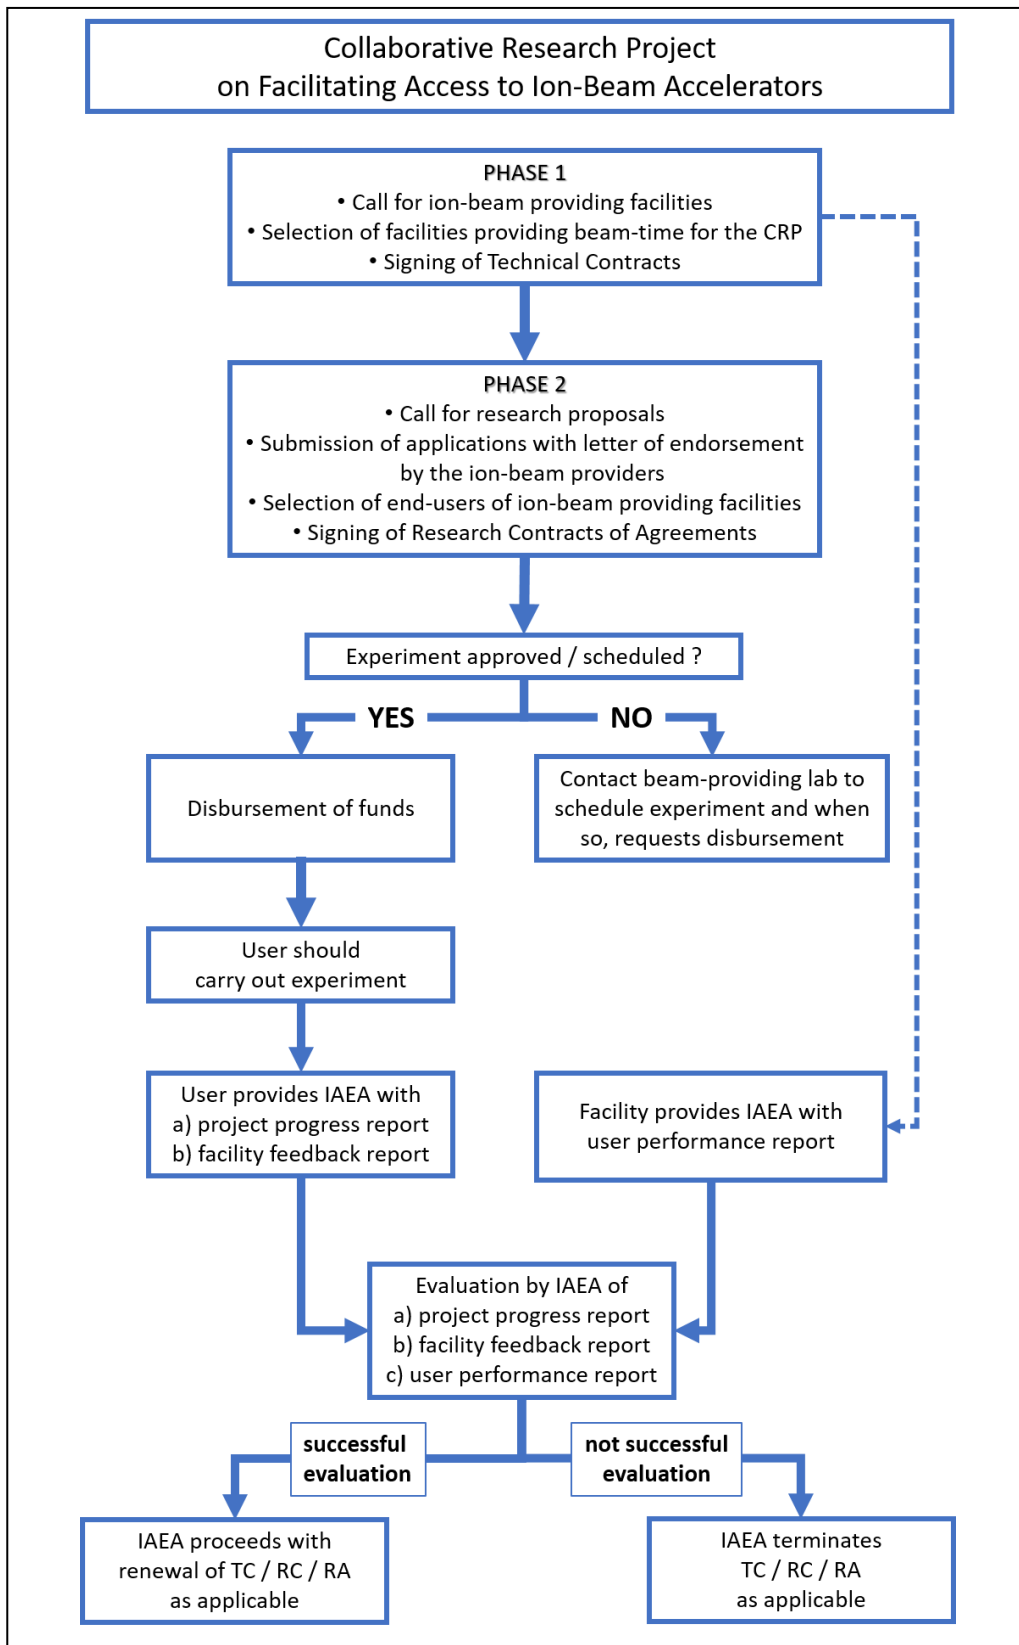 Collaborative Research Project
on Facilitating Access to Ion-Beam Accelerators
PHASE 1
• Call for ion-beam providing facilities
• Selection of facilities providing beam-time for the CRP
• Signing of Technical Contracts
PHASE 2
• Call for research proposals
• Submission of applications with letter of endorsement
by the ion-beam providers
• Selection of end-users of ion-beam providing facilities
• Signing of Research Contracts of Agreements
Experiment approved / scheduled ?
YES
NO
Disbursement of funds
Contact beam-providing lab to
schedule experiment and when
so, requests disbursement
User should
carry out experiment
User provides IAEA with
a) project progress report
b) facility feedback report
Facility provides IAEA with
user performance report
Evaluation by IAEA of
a) project progress report
b) facility feedback report
c) user performance report
successful
evaluation
not successful
evaluation
IAEA proceeds with
renewal of TC / RC / RA
as applicable
IAEA terminates
TC / RC / RA
as applicable